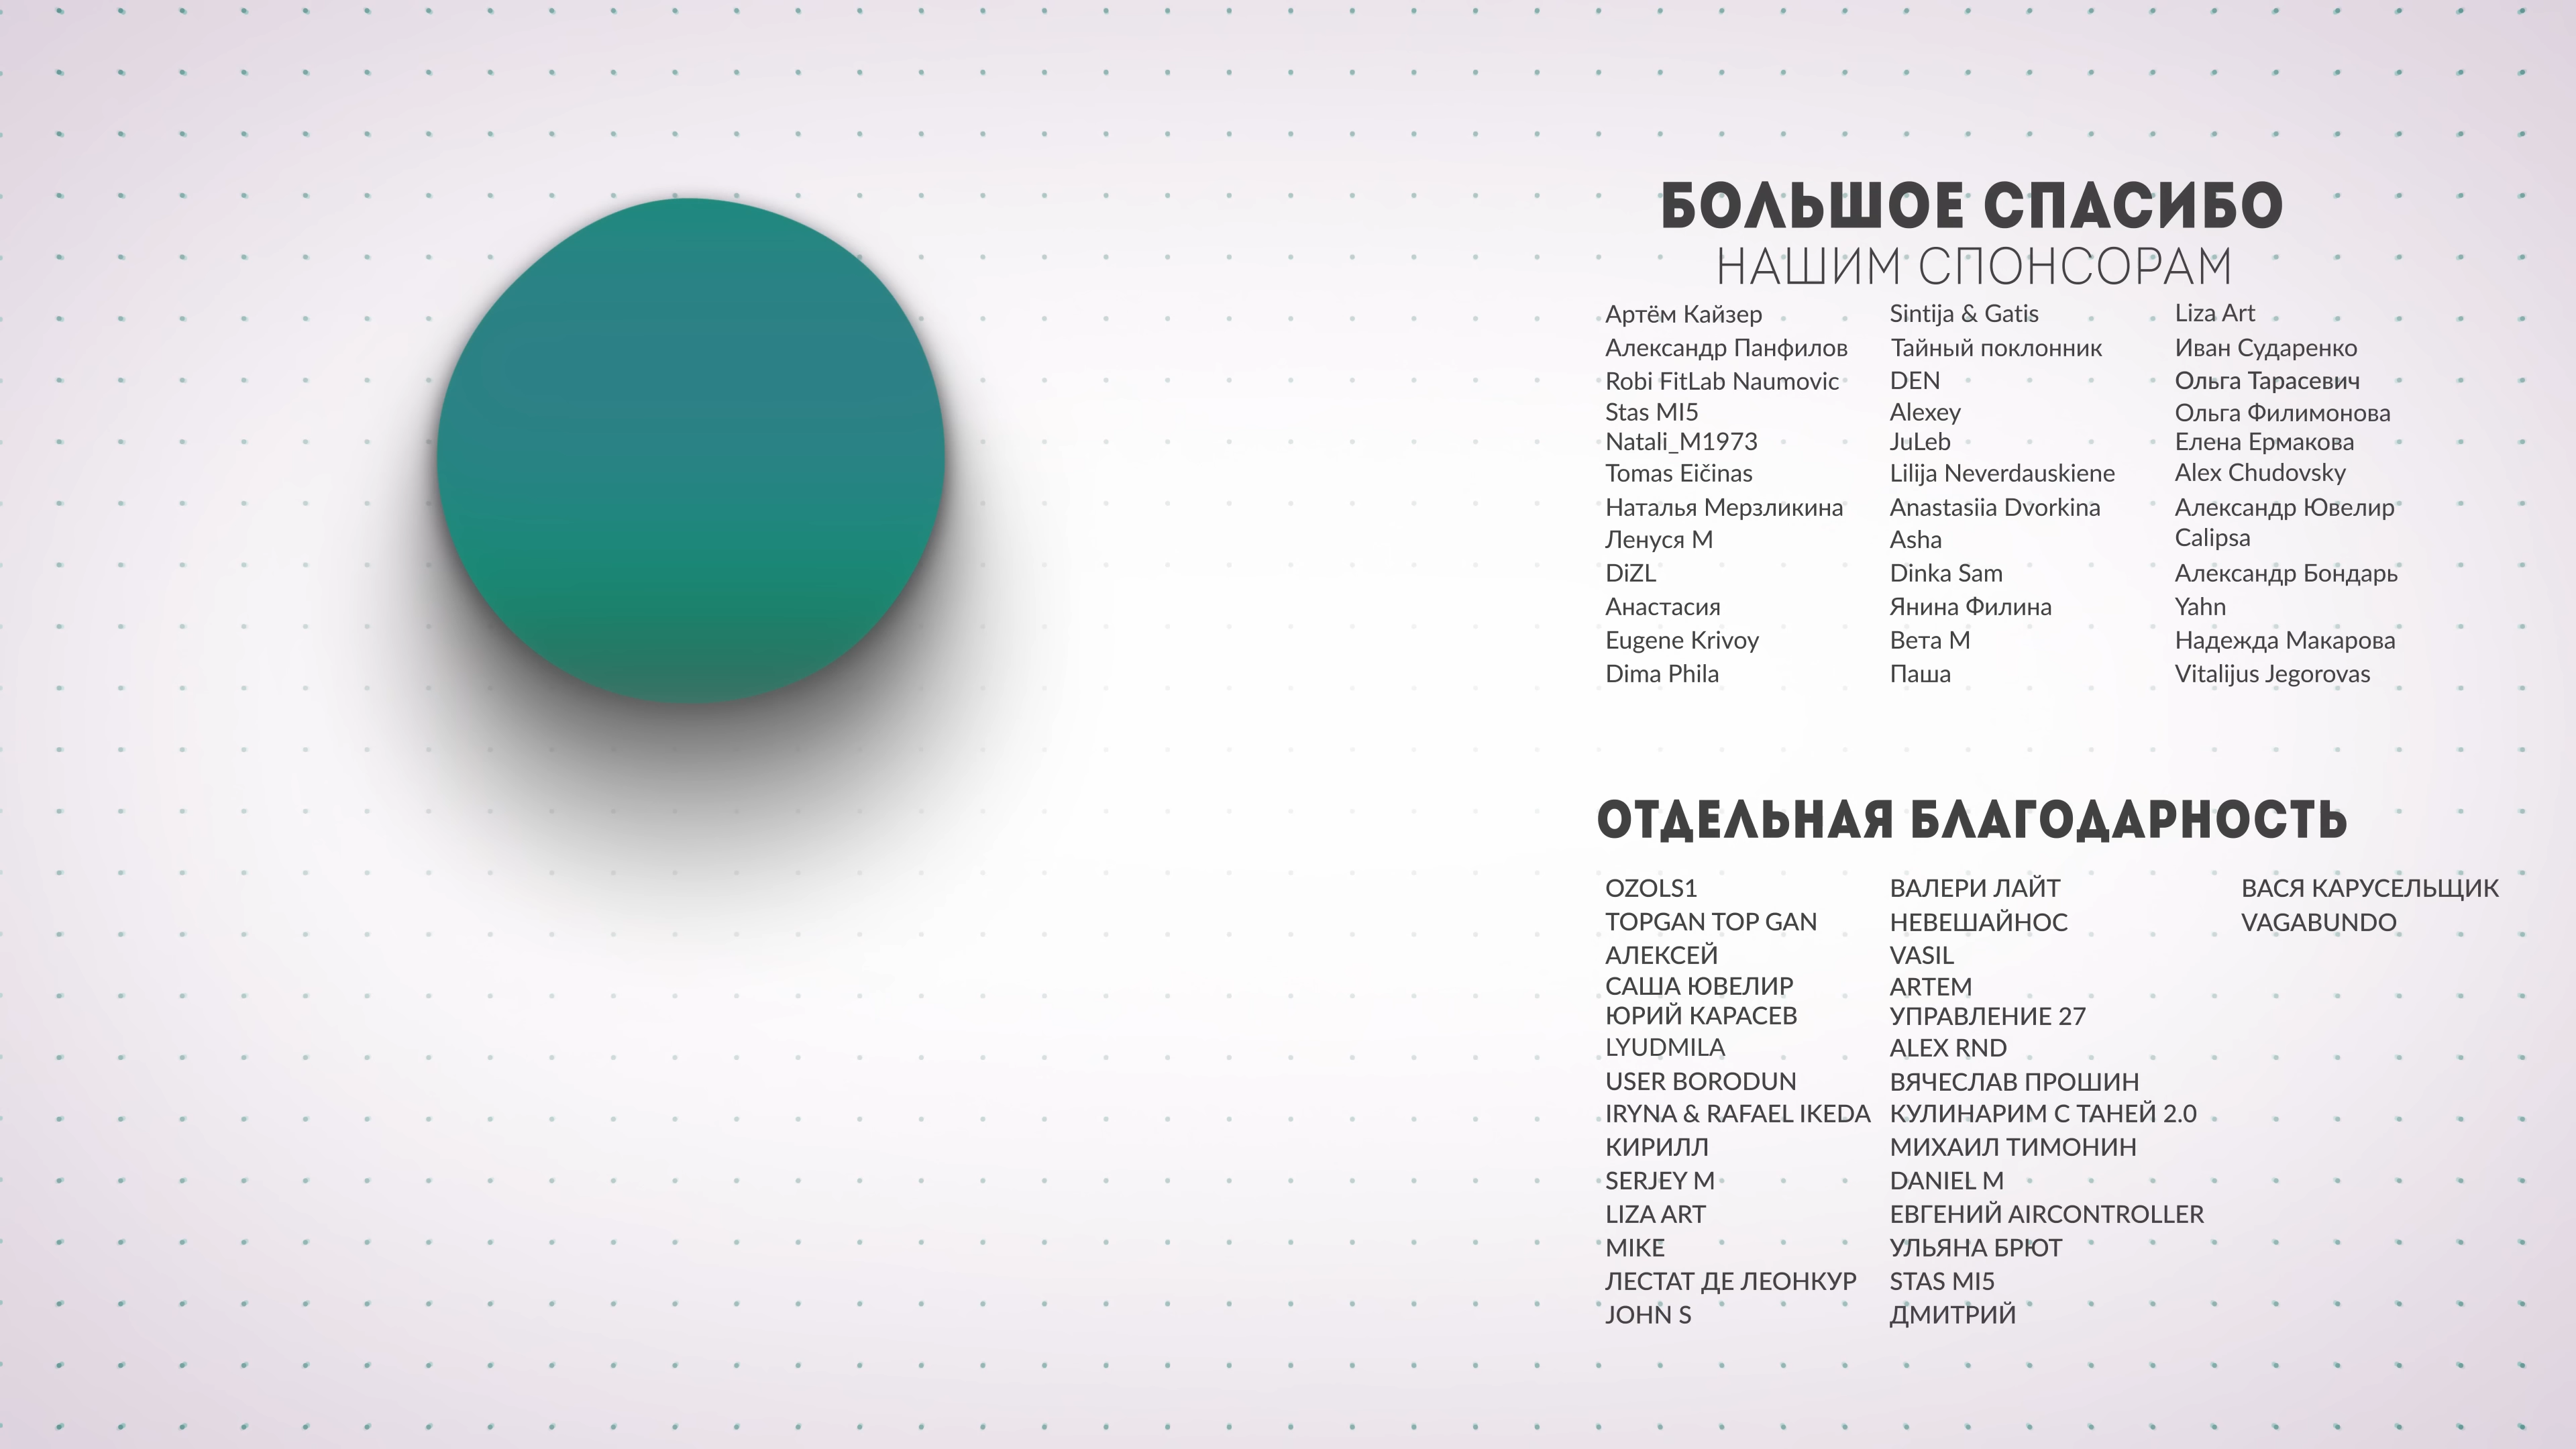 БОЛЬШОЕ СПАСИБО
НАШИМ СПОНСОРАМ
Артём Кайзер
Александр Панфилов
Robi FitLab Naumovic
Stas MI5
Natali_M1973
Tomas Eičinas
Наталья Мерзликина
Ленуся М
DiZL
Анастасия
Eugene Krivoy
Dima Phila
Sintija & Gatis
Тайный поклонник
DEN
Alexey
JuLeb
Lilija Neverdauskiene
Anastasiia Dvorkina
Asha
Dinka Sam
Янина Филина
Вета М
Паша
Liza Art
Иван Сударенко
Ольга Тарасевич
Ольга Филимонова
Елена Ермакова
Alex Chudovsky
Александр Ювелир
Calipsa
Александр Бондарь
Yahn
Надежда Макарова
Vitalijus Jegorovas
ОТДЕЛЬНАЯ БЛАГОДАРНОСТЬ
OZOLS1
TOPGAN TOP GAN
АЛЕКСЕЙ
САША ЮВЕЛИР
ЮРИЙ КАРАСЕВ
LYUDMILA
USER BORODUN
IRYNA & RAFAEL IKEDA
КИРИЛЛ
SERJEY M
LIZA ART
MIKE
ЛЕСТАТ ДЕ ЛЕОНКУР
JOHN S
ВАЛЕРИ ЛАЙТ
НЕВЕШАЙНОС
VASIL
ARTEM
УПРАВЛЕНИЕ 27
ALEX RND
ВЯЧЕСЛАВ ПРОШИН
КУЛИНАРИМ С ТАНЕЙ 2.0
МИХАИЛ ТИМОНИН
DANIEL M
ЕВГЕНИЙ AIRCONTROLLER
УЛЬЯНА БРЮТ
STAS MI5
ДМИТРИЙ
ВАСЯ КАРУСЕЛЬЩИК
VAGABUNDO